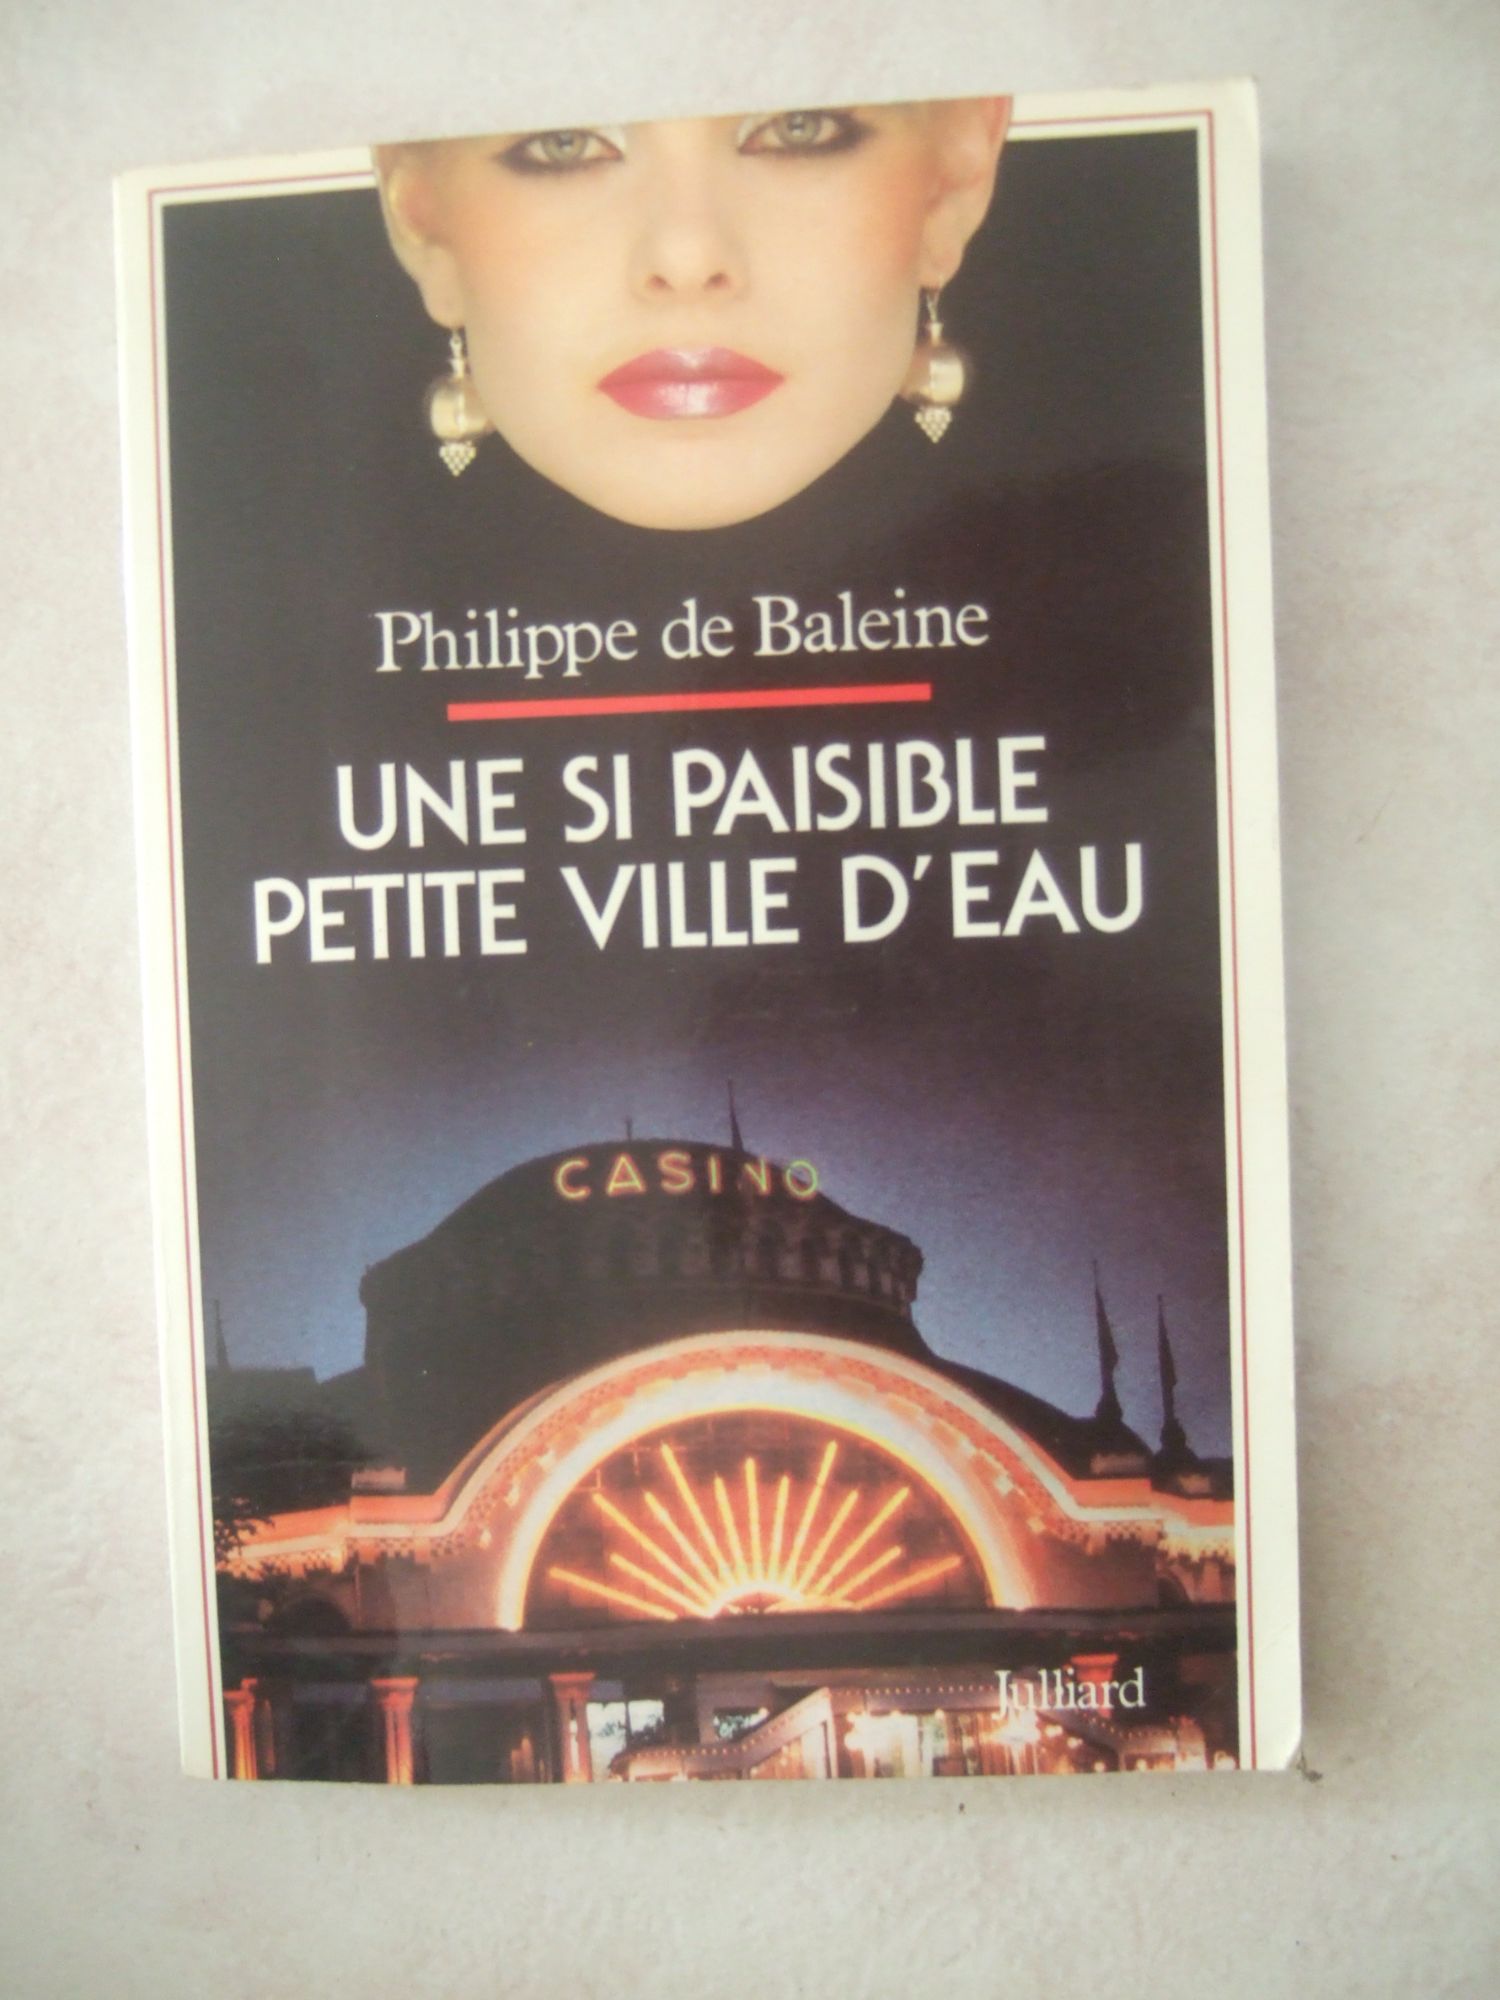 Philippe de Baleine
UNE SI PAISIBLE
PETITE VILLE D'EAU
CASINO
Julliard